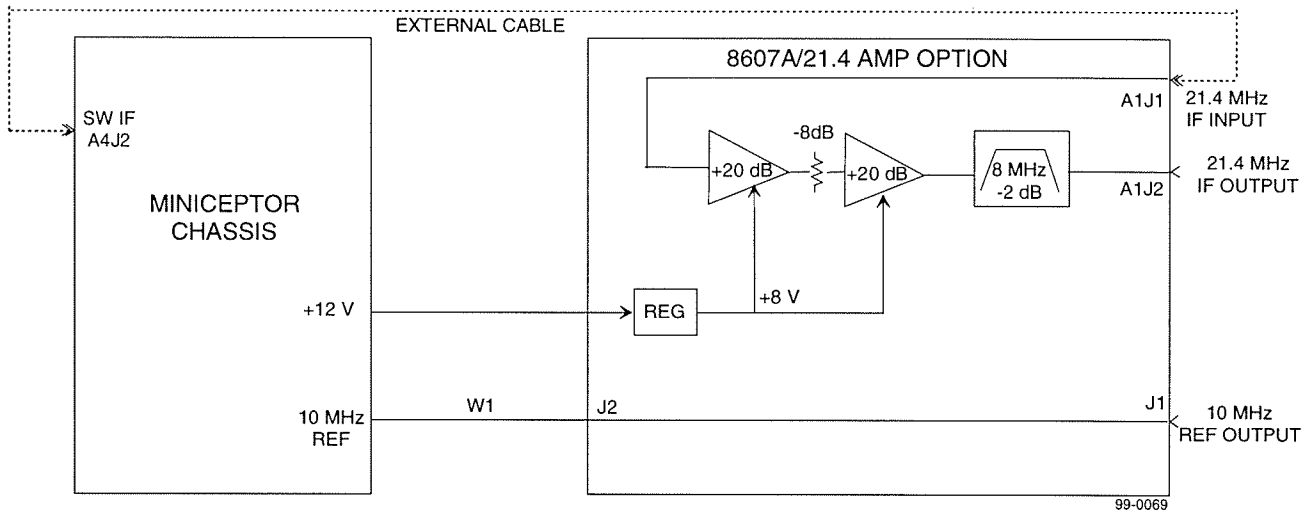 EXTERNAL CABLE
8607A/21.4 AMP OPTION
SW IF
A4J2
A1J1
21.4 MHz
IF INPUT
-8dB
+20 dB
+20 dB
8 MHz
-2 dB
A1J2
21.4 MHz
IF OUTPUT
MINICEPTOR
CHASSIS
+12 V
REG
+8 V
10 MHz
REF
W1
J2
J1
10 MHz
REF OUTPUT
99-0069